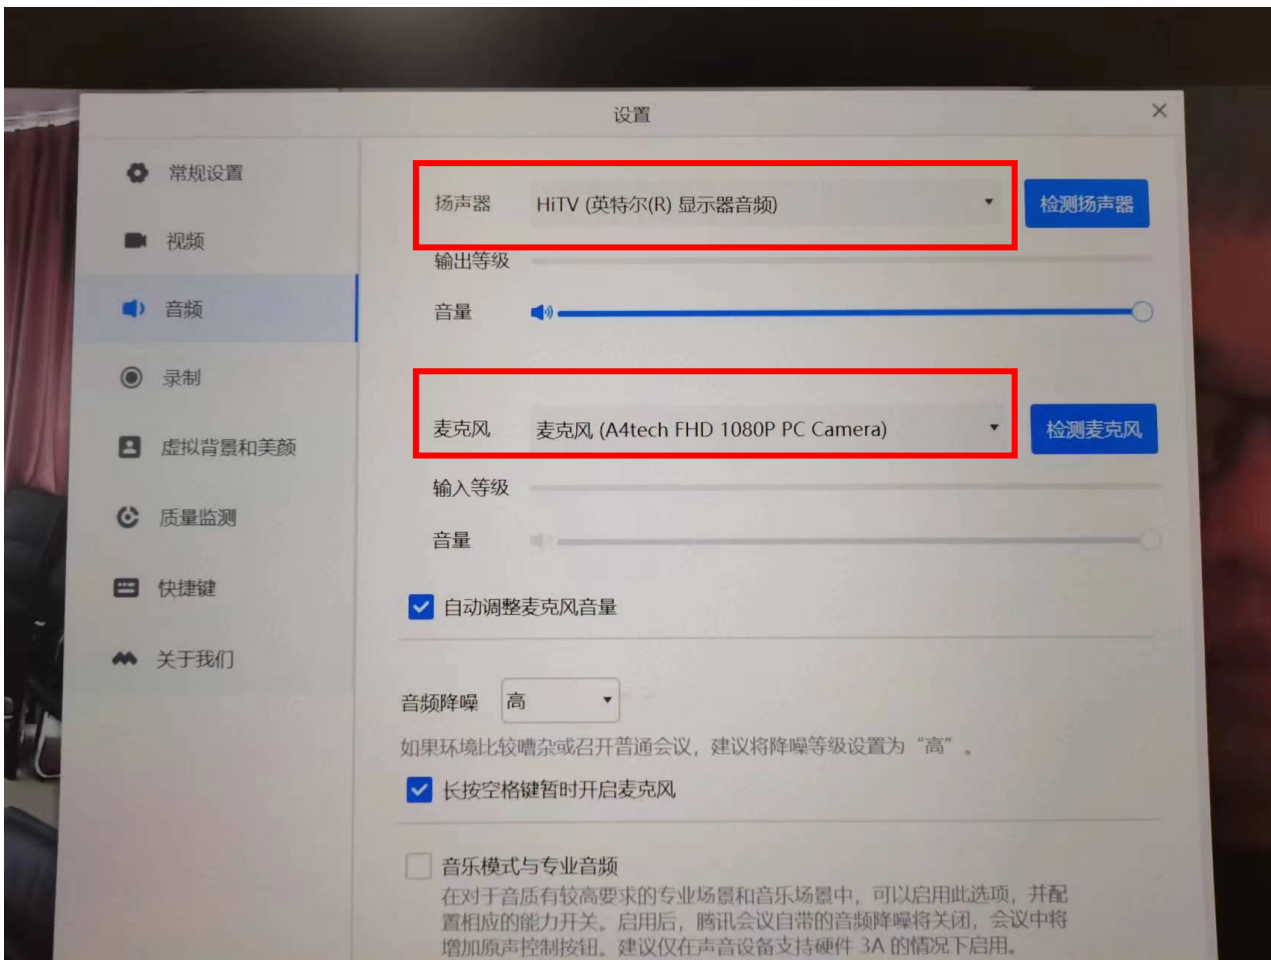 设置
常规设置
视频
音频
录制
虚拟背景和美颜
质量监测
快捷键
关于我们
扬声器 HiTV (英特尔(R) 显示器音频) 检测扬声器
输出等级
音量
麦克风 麦克风 (A4tech FHD 1080P PC Camera) 检测麦克风
输入等级
音量
自动调整麦克风音量
音频降噪 高
如果环境比较嘈杂或召开普通会议，建议将降噪等级设置为“高”。
长按空格键暂时开启麦克风
音乐模式与专业音频
在对于音质有较高要求的专业场景和音乐场景中，可以启用此选项，并配
置相应的能力开关。启用后，腾讯会议自带的音频降噪将关闭，会议中将
增加原声控制按钮。建议仅在声音设备支持硬件 3A 的情况下启用。